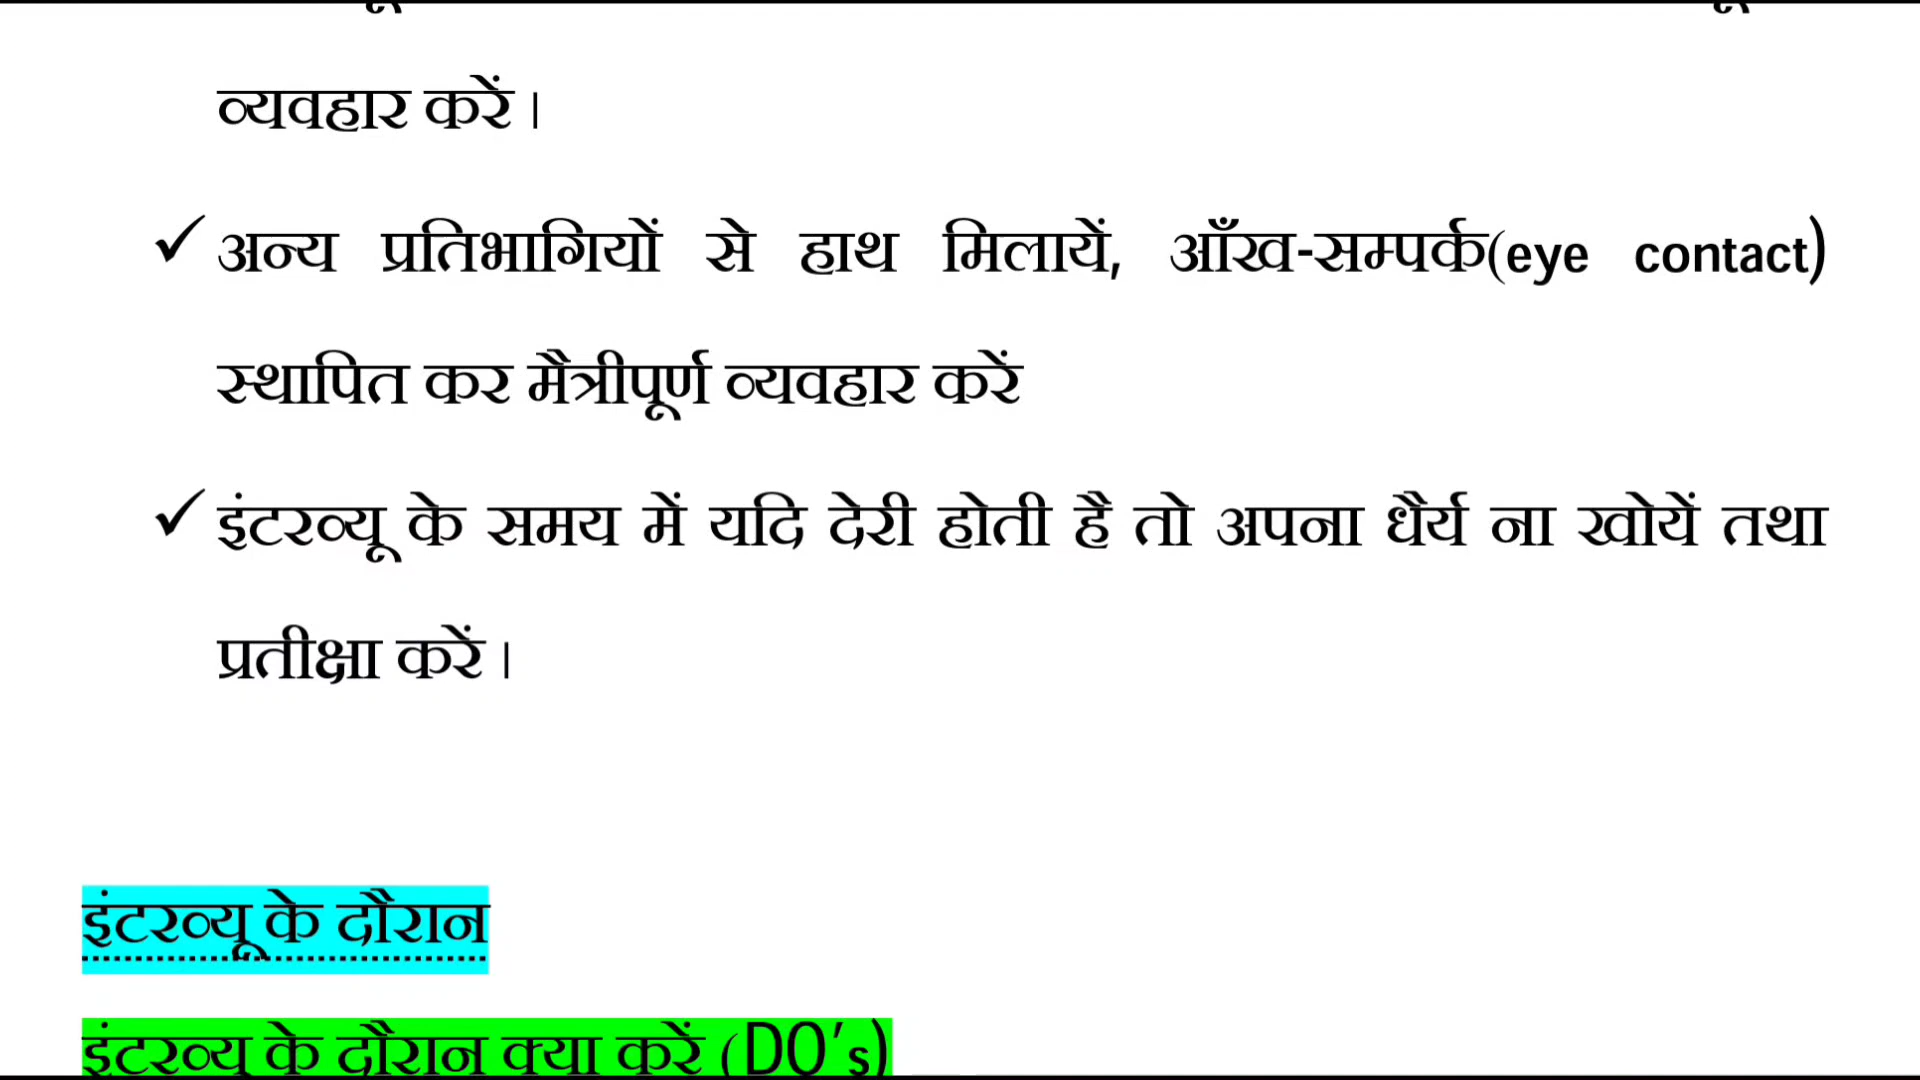 व्यवहार करें ।
✓ अन्य प्रतिभागियों से हाथ मिलायें, आँख-सम्पर्क(eye contact)
स्थापित कर मैत्रीपूर्ण व्यवहार करें
✓ इंटरव्यू के समय में यदि देरी होती है तो अपना धैर्य ना खोयें तथा
प्रतीक्षा करें ।
इंटरव्यू के दौरान
इंटरव्यू के दौरान क्या करें (DO's)